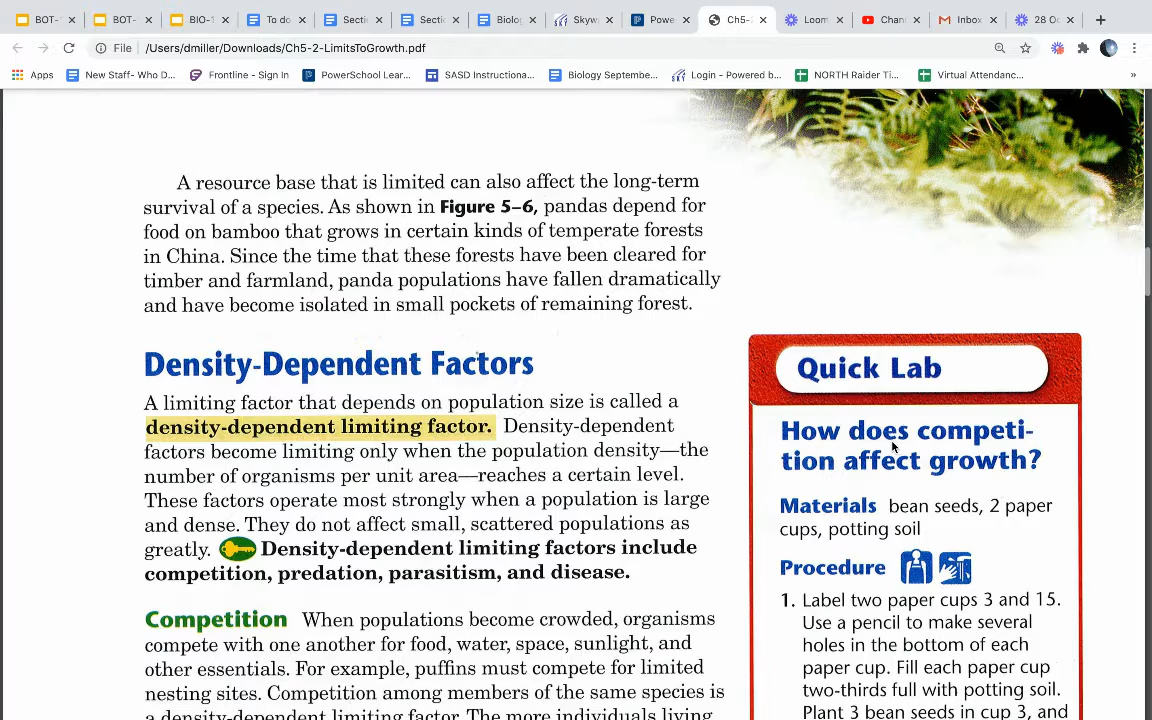 BOT-
BOT-
BIO-1
To do
Secti
Secti
Biolog
Skyw
Powe
Ch5-
Loom
Chan
Inbox
28 Oc
File
/Users/dmiller/Downloads/Ch5-2-LimitsToGrowth.pdf
Apps
New Staff- Who D...
Frontline - Sign In
PowerSchool Lear...
SASD Instructiona...
Biology Septembe...
Login - Powered b...
NORTH Raider Ti...
Virtual Attendanc...
»
A resource base that is limited can also affect the long-term
survival of a species. As shown in Figure 5–6, pandas depend for
food on bamboo that grows in certain kinds of temperate forests
in China. Since the time that these forests have been cleared for
timber and farmland, panda populations have fallen dramatically
and have become isolated in small pockets of remaining forest.
Density-Dependent Factors
A limiting factor that depends on population size is called a
density-dependent limiting factor. Density-dependent
factors become limiting only when the population density—the
number of organisms per unit area—reaches a certain level.
These factors operate most strongly when a population is large
and dense. They do not affect small, scattered populations as
greatly. Density-dependent limiting factors include
competition, predation, parasitism, and disease.
Competition When populations become crowded, organisms
compete with one another for food, water, space, sunlight, and
other essentials. For example, puffins must compete for limited
nesting sites. Competition among members of the same species is
a density-dependent limiting factor. The more individuals living
Quick Lab
How does competi-
tion affect growth?
Materials bean seeds, 2 paper
cups, potting soil
Procedure
1. Label two paper cups 3 and 15.
Use a pencil to make several
holes in the bottom of each
paper cup. Fill each paper cup
two-thirds full with potting soil.
Plant 3 bean seeds in cup 3, and